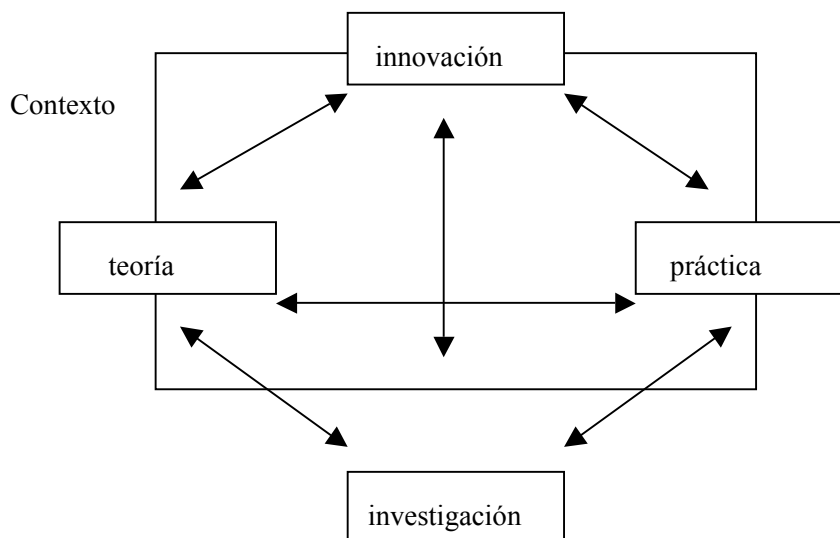 innovación
Contexto
teoría
práctica
investigación